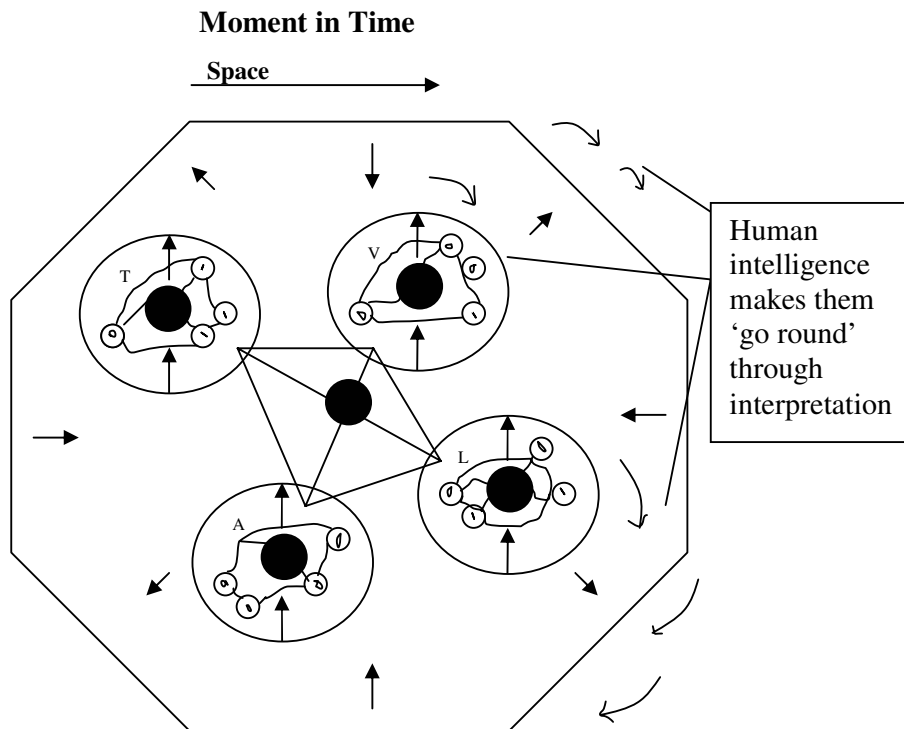 Moment in Time
Space
T
V
L
A
Human
intelligence
makes them
‘go round’
through
interpretation